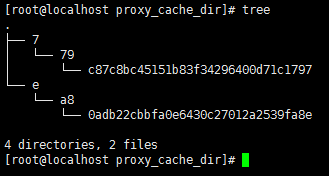 [root@localhost proxy_cache_dir]# tree
.
├── 7
│   └── 79
│       └── c87c8bc45151b83f34296400d71c1797
└── e
    └── a8
        └── 0adb22cbbfa0e6430c27012a2539fa8e

4 directories, 2 files
[root@localhost proxy_cache_dir]#